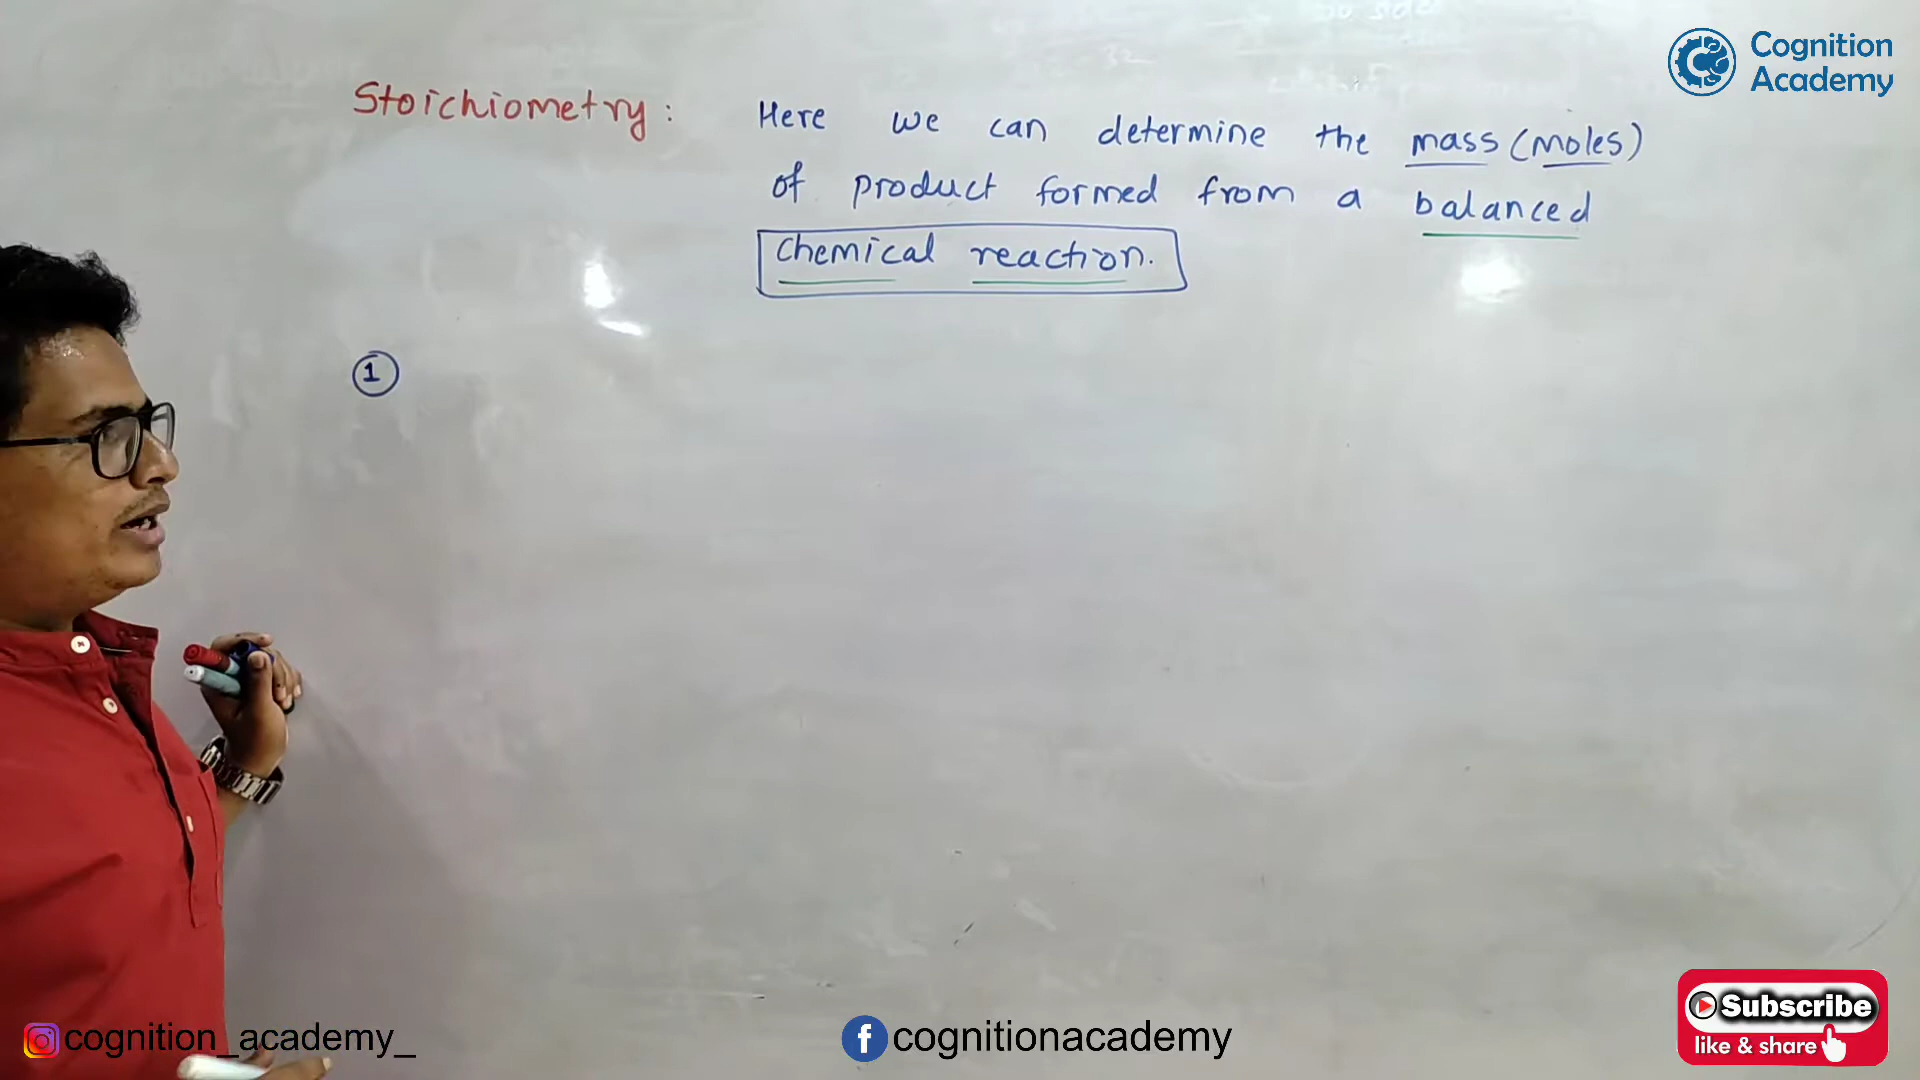 Cognition
Academy
Stoichiometry : Here we can determine the mass (moles)
of product formed from a balanced
chemical reaction.
1
cognition_academy_
cognitionacademy
Subscribe
like & share